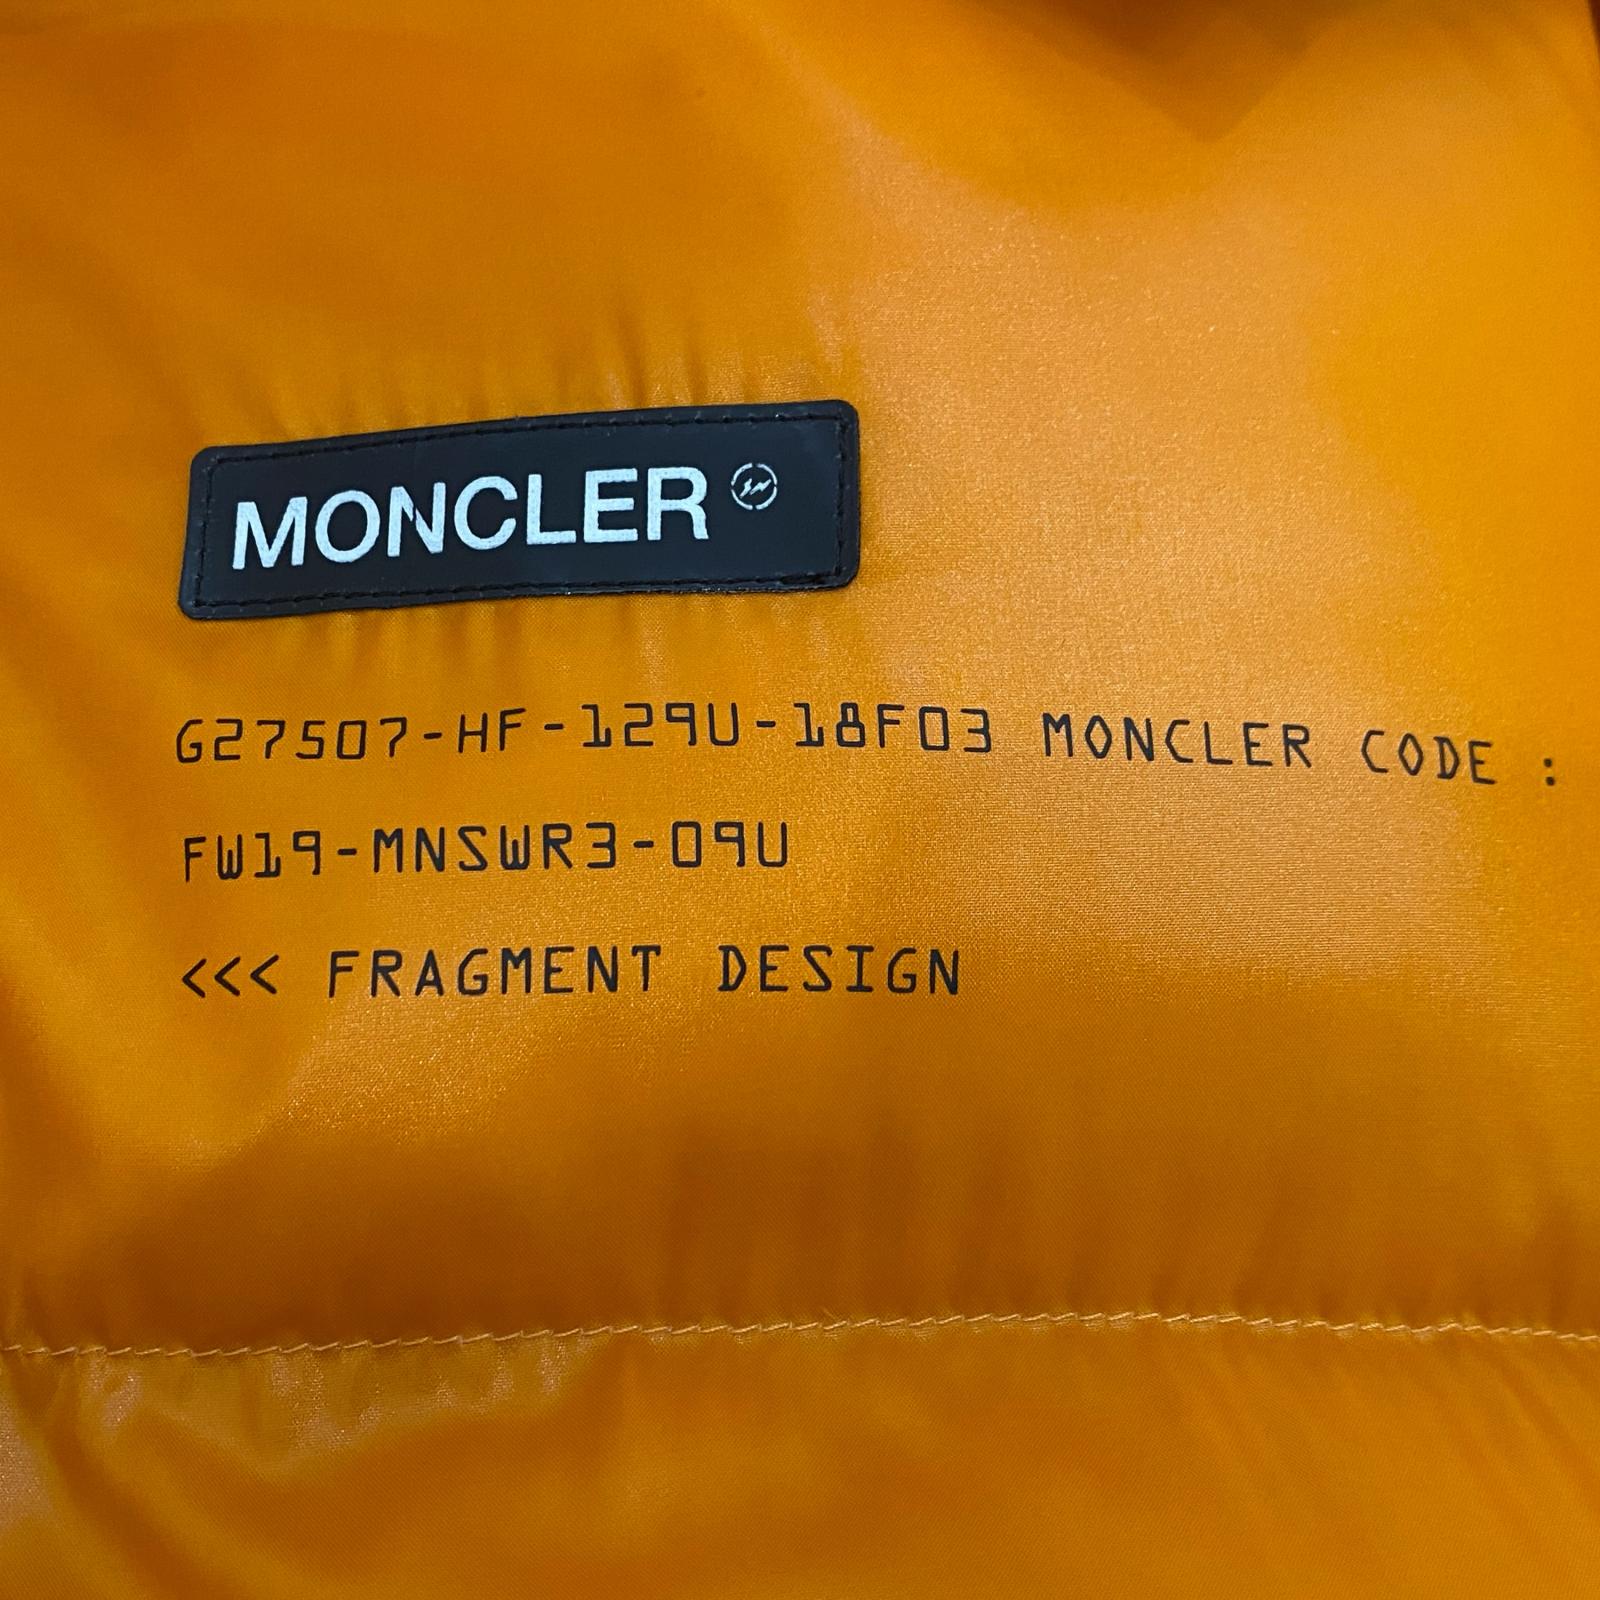 MONCLER
G27507-HF-129U-18F03 MONCLER CODE :
FW19-MNSWR3-09U
<<< FRAGMENT DESIGN